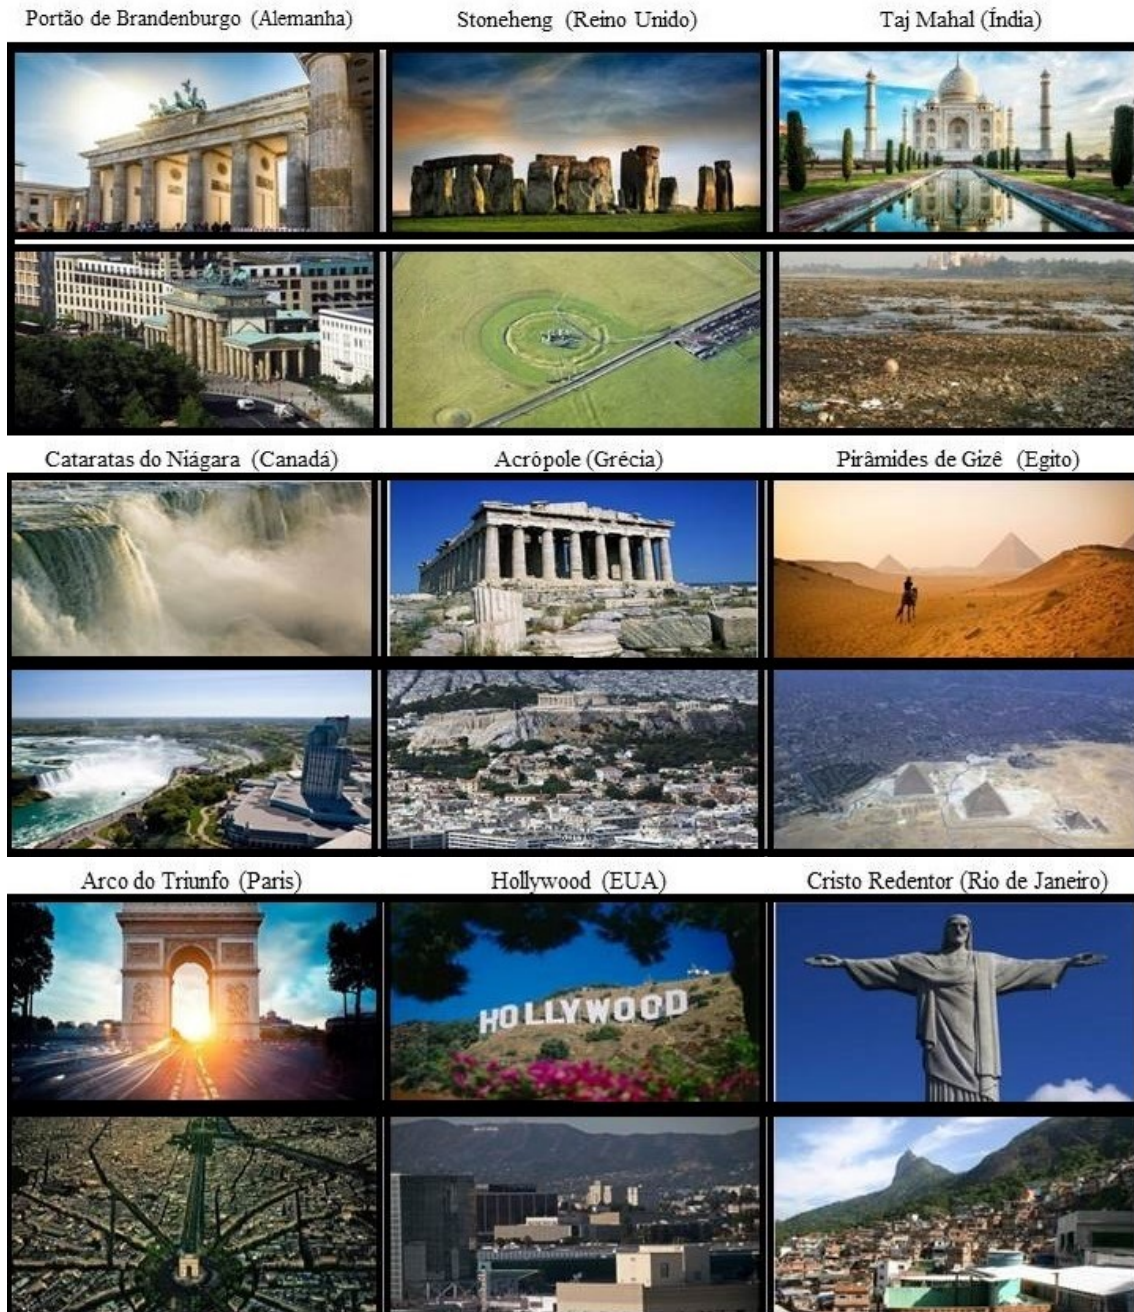 Portão de Brandenburgo (Alemanha)
Stoneheng (Reino Unido)
Taj Mahal (Índia)
Cataratas do Niágara (Canadá)
Acrópole (Grécia)
Pirâmides de Gizê (Egito)
Arco do Triunfo (Paris)
Hollywood (EUA)
Cristo Redentor (Rio de Janeiro)
HOLLYWOOD